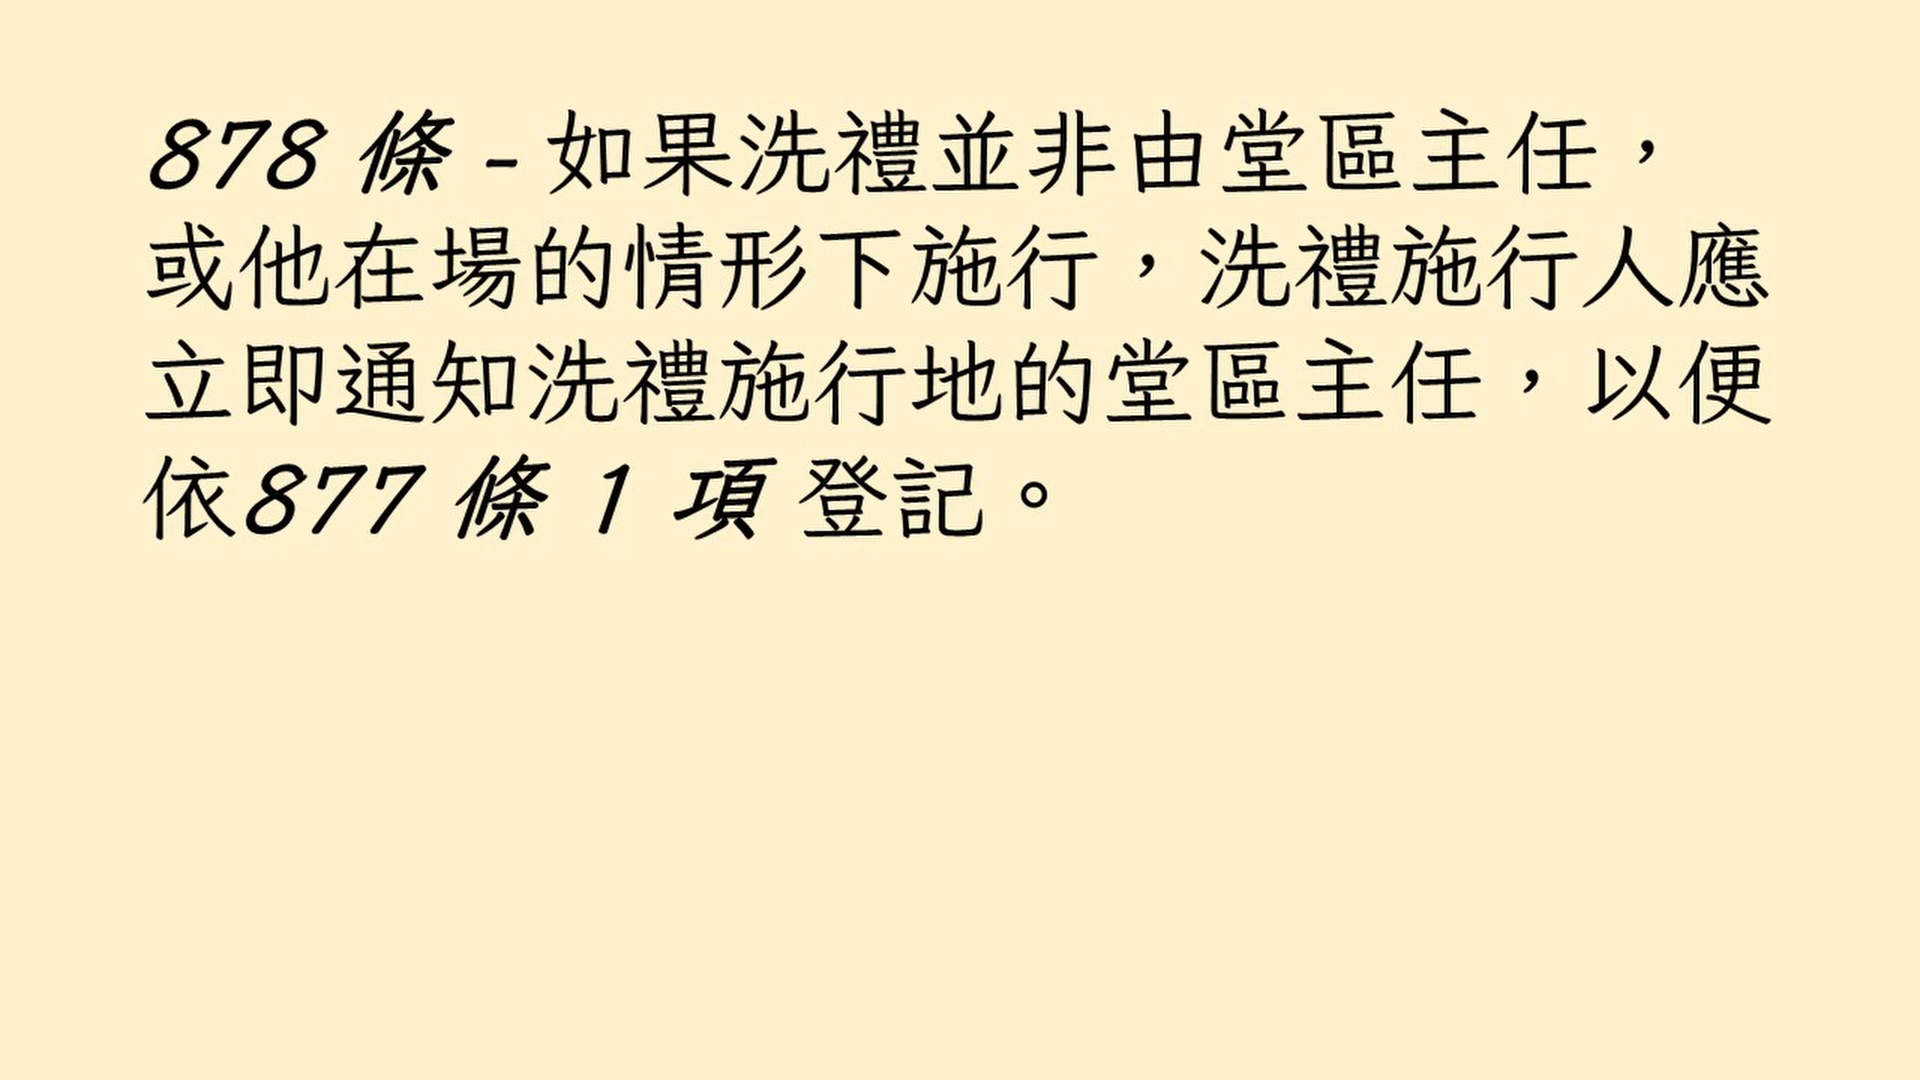 878 條 - 如果洗禮並非由堂區主任，
或他在場的情形下施行，洗禮施行人應
立即通知洗禮施行地的堂區主任，以便
依877 條 1 項 登記。